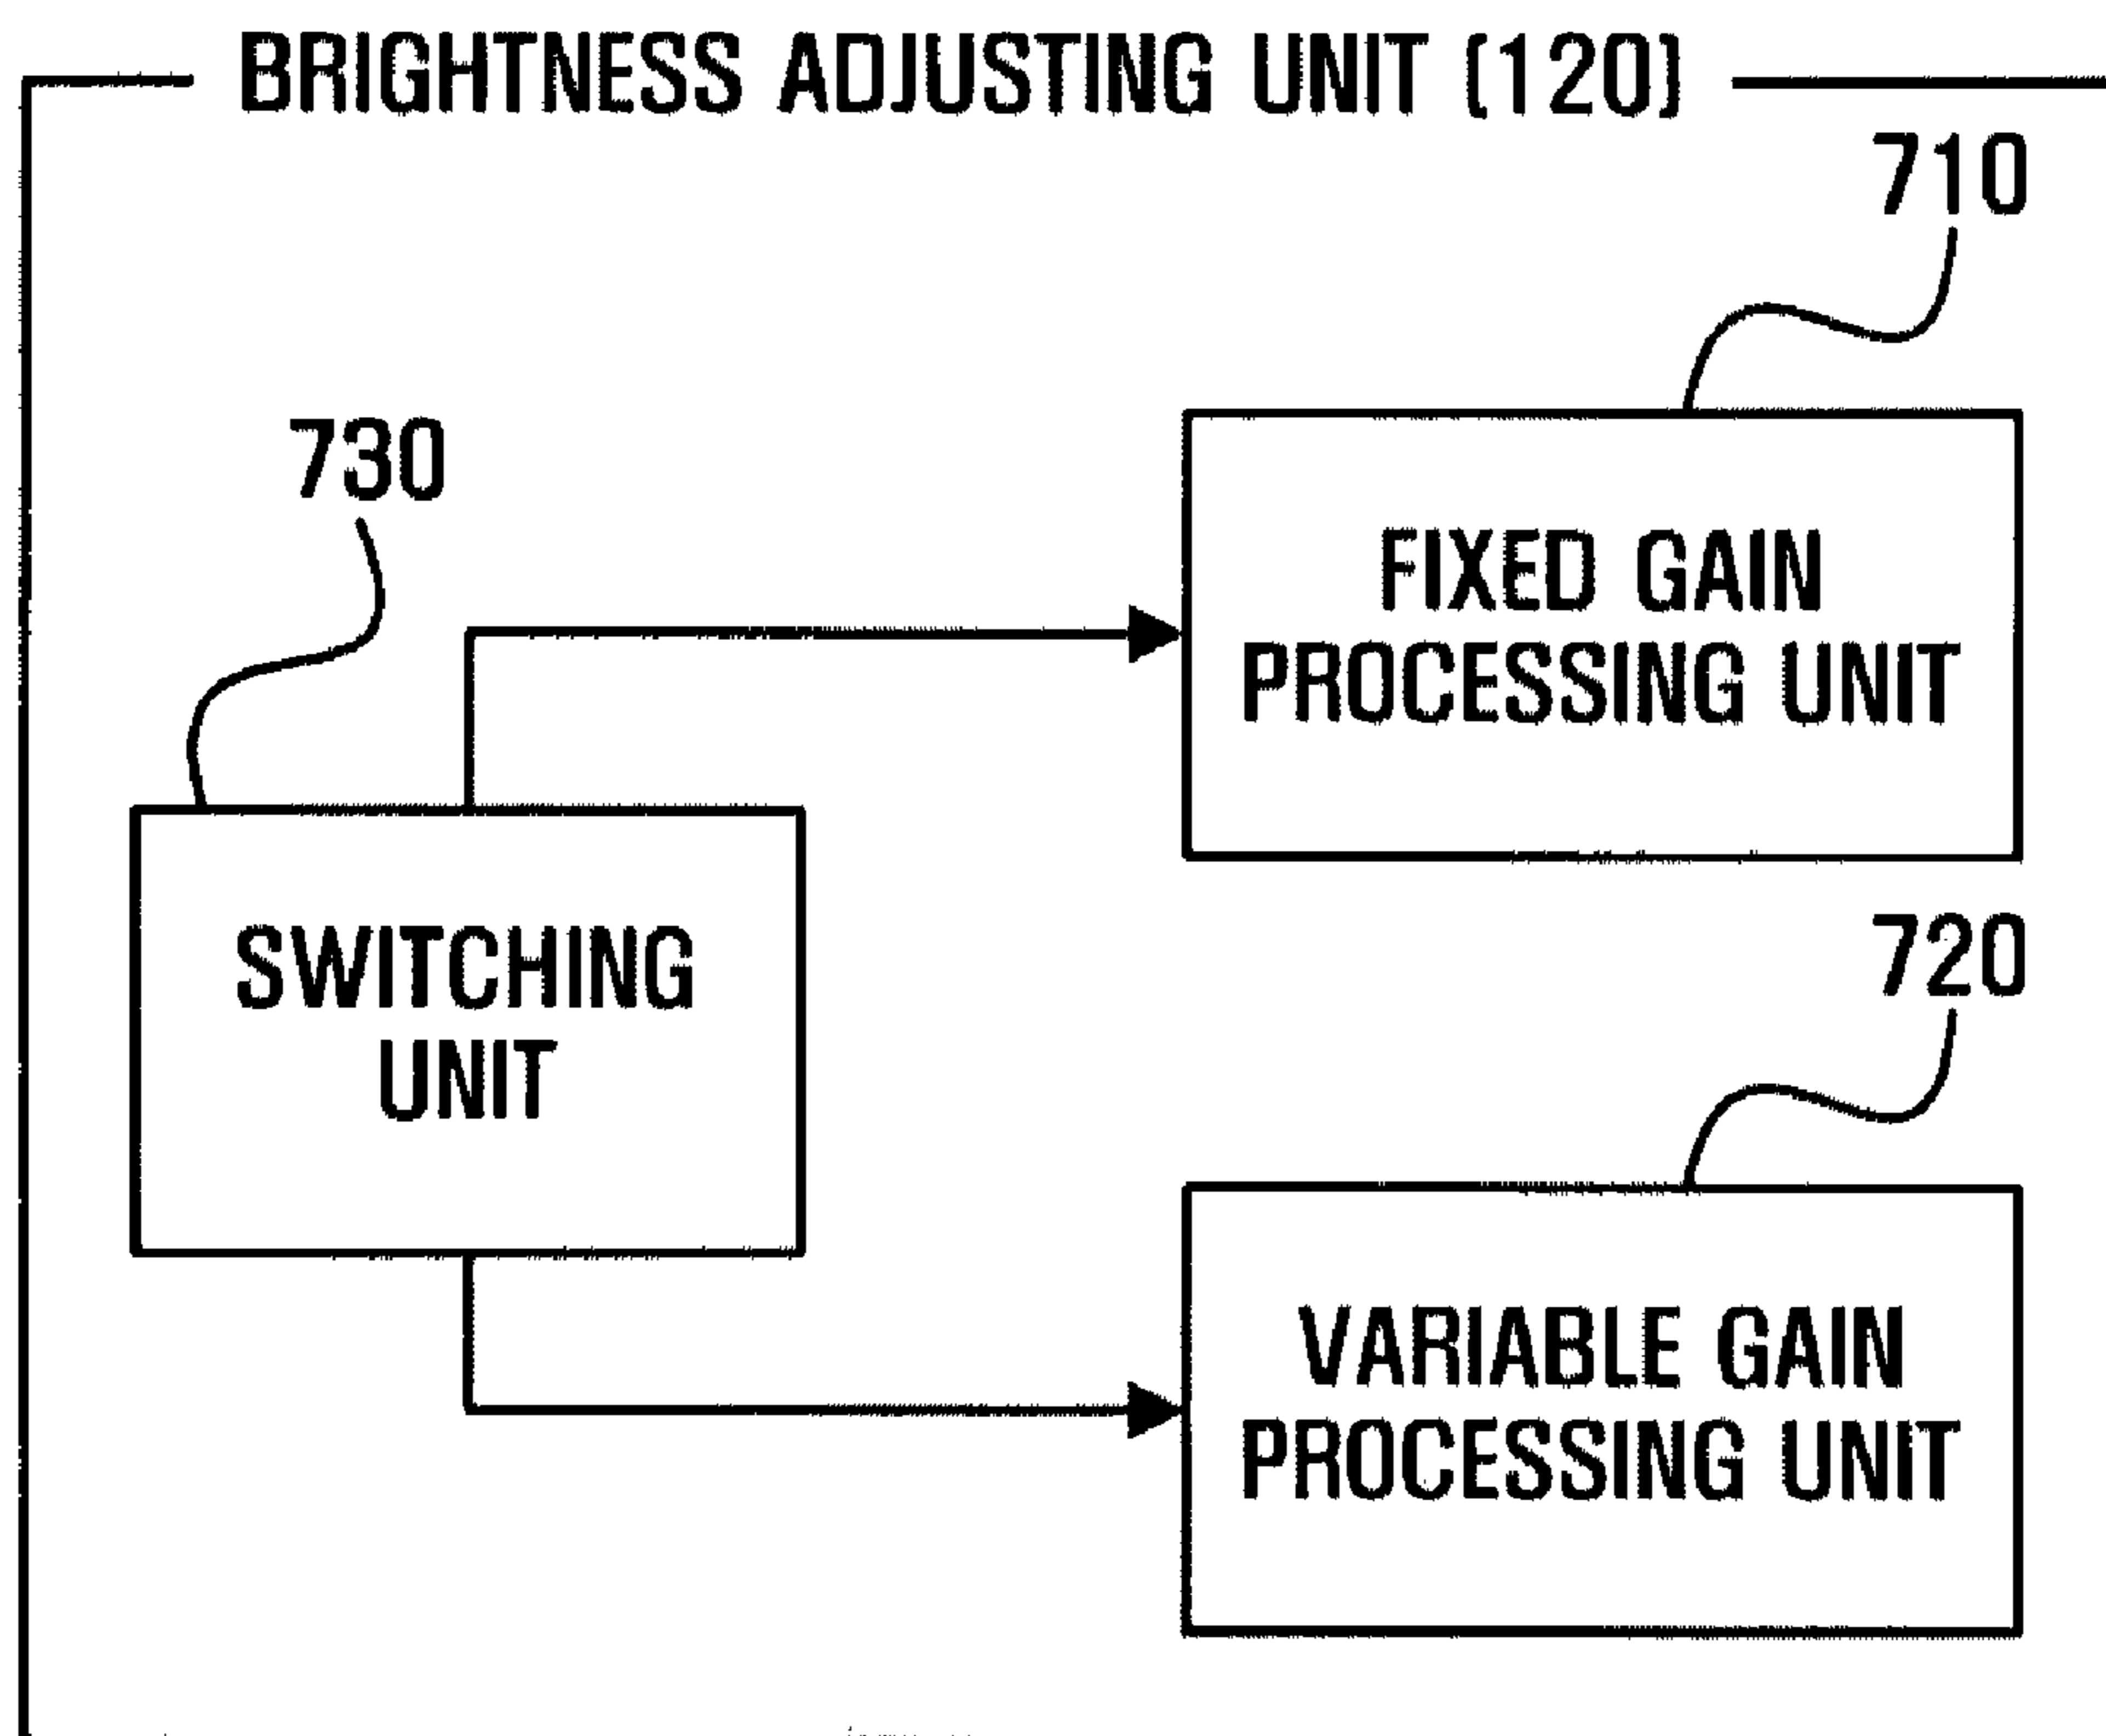 BRIGHTNESS ADJUSTING UNIT (120)
710
730
FIXED GAIN
PROCESSING UNIT
SWITCHING
UNIT
720
VARIABLE GAIN
PROCESSING UNIT